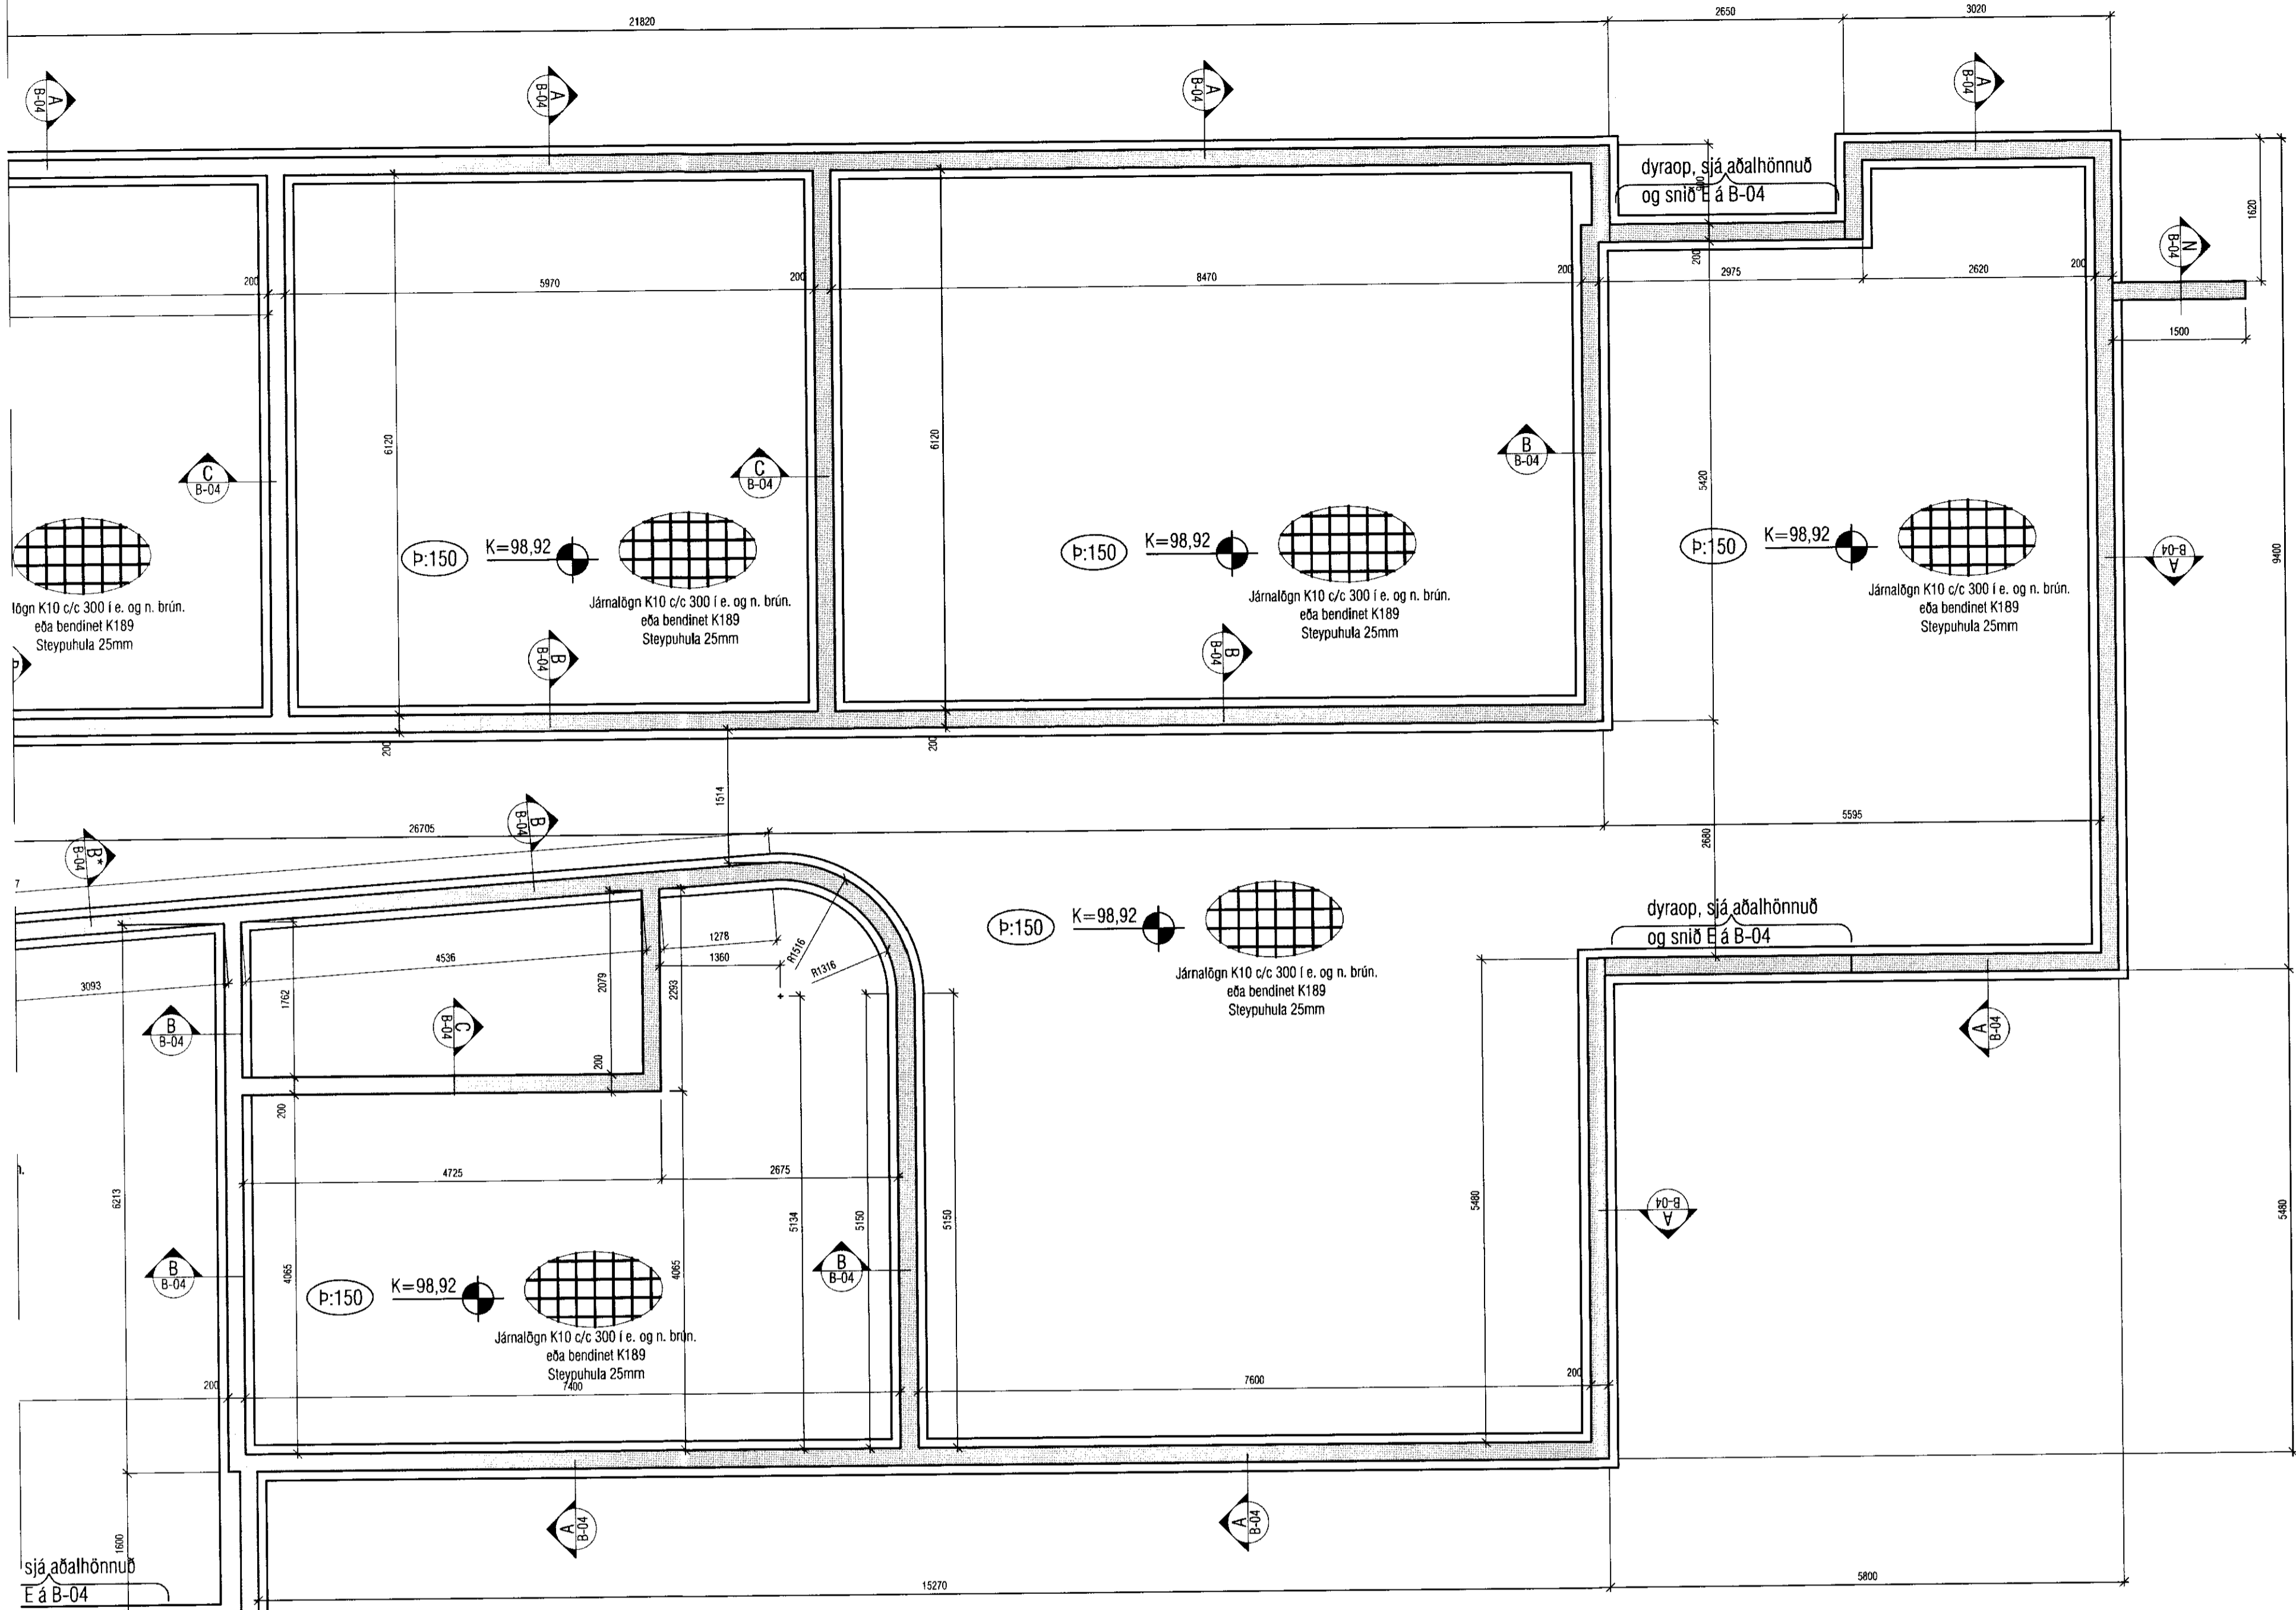 21820
2650
3020
A
B-04
A
B-04
A
B-04
A
B-04
dyraop, sjá aðalhönnuð
og snið E á B-04
900
1620
N
B-04
200
5970
200
8470
200
200
2975
2620
200
1500
6120
6120
5420
9400
C
B-04
C
B-04
B
B-04
A
B-04
Þ:150
K=98,92
Þ:150
K=98,92
Þ:150
K=98,92
lögn K10 c/c 300 í e. og n. brún.
eða bendinet K189
Steypuhula 25mm
Járnalögn K10 c/c 300 í e. og n. brún.
eða bendinet K189
Steypuhula 25mm
Járnalögn K10 c/c 300 í e. og n. brún.
eða bendinet K189
Steypuhula 25mm
Járnalögn K10 c/c 300 í e. og n. brún.
eða bendinet K189
Steypuhula 25mm
B
B-04
B
B-04
200
200
1514
26705
5595
2680
B*
B-04
B
B-04
7
Þ:150
K=98,92
Járnalögn K10 c/c 300 í e. og n. brún.
eða bendinet K189
Steypuhula 25mm
dyraop, sjá aðalhönnuð
og snið E á B-04
1278
1360
R1516
R1316
4536
3093
1762
2079
2293
B
B-04
C
B-04
A
B-04
200
200
4725
2675
6213
5134
5150
5150
5480
5480
A
B-04
B
B-04
4065
4065
B
B-04
Þ:150
K=98,92
Járnalögn K10 c/c 300 í e. og n. brún.
eða bendinet K189
Steypuhula 25mm
200
7400
7600
200
A
B-04
A
B-04
1600
sjá aðalhönnuð
E á B-04
15270
5800